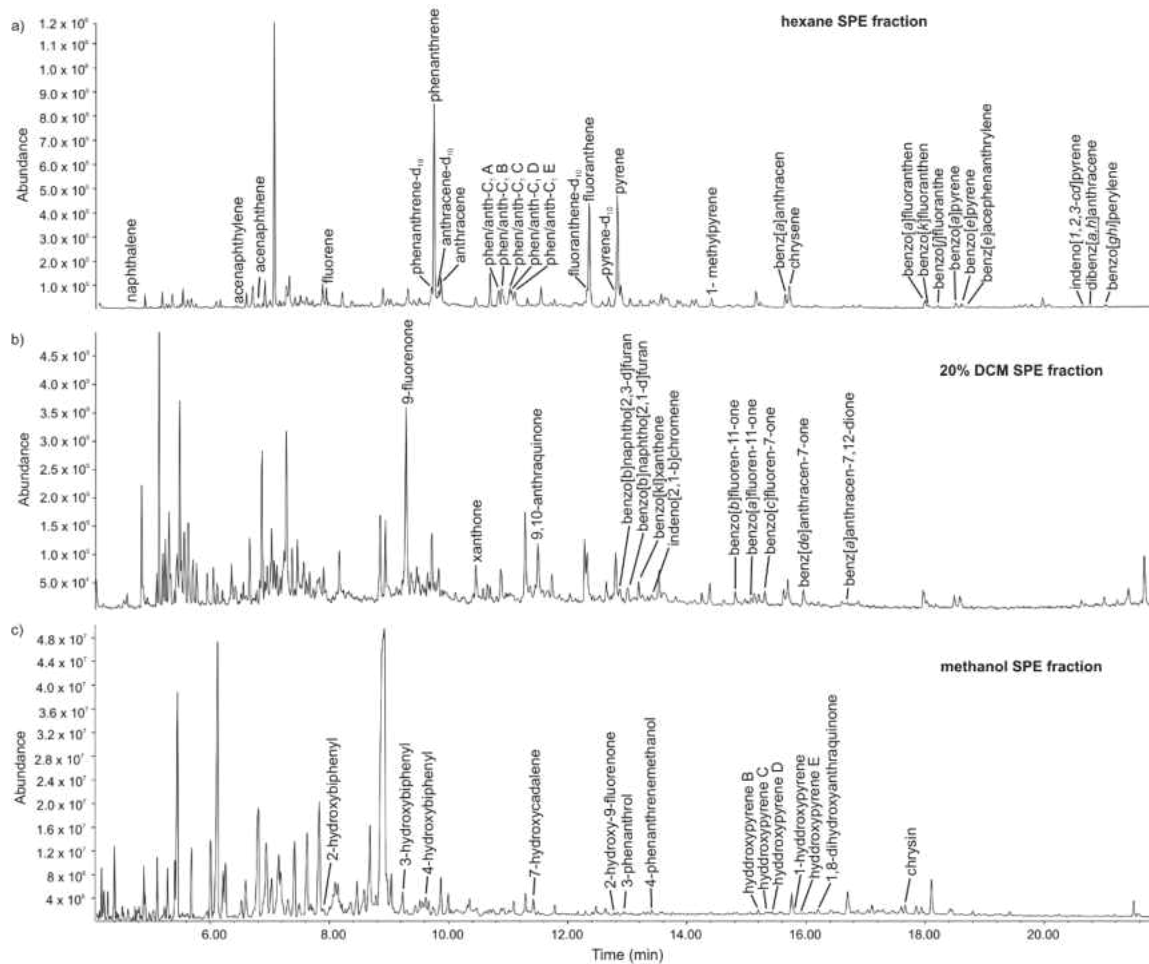 a)
hexane SPE fraction
Abundance
1.2 x 10⁶
1.1 x 10⁶
1.0 x 10⁶
9.0 x 10⁵
8.0 x 10⁵
7.0 x 10⁵
6.0 x 10⁵
5.0 x 10⁵
4.0 x 10⁵
3.0 x 10⁵
2.0 x 10⁵
1.0 x 10⁵
naphthalene
acenaphthylene
acenaphthene
fluorene
phenanthrene-d₁₀
phenanthrene
anthracene-d₁₀
anthracene
phen/anth-C₁ A
phen/anth-C₁ B
phen/anth-C₁ C
phen/anth-C₁ D
phen/anth-C₁ E
fluoranthene-d₁₀
fluoranthene
pyrene-d₁₀
pyrene
1- methylpyrene
benz[a]anthracen
chrysene
benzo[a]fluoranthen
benzo[k]fluoranthen
benzo[j]fluoranthe
benzo[a]pyrene
benzo[e]pyrene
benz[e]acephenanthrylene
indeno[1,2,3-cd]pyrene
dibenz[a,h]anthracene
benzo[ghi]perylene
b)
20% DCM SPE fraction
Abundance
4.5 x 10⁵
4.0 x 10⁵
3.5 x 10⁵
3.0 x 10⁵
2.5 x 10⁵
2.0 x 10⁵
1.5 x 10⁵
1.0 x 10⁵
5.0 x 10⁴
9-fluorenone
xanthone
9,10-anthraquinone
benzo[b]naphtho[2,3-d]furan
benzo[b]naphtho[2,1-d]furan
benzo[kl]xanthene
indeno[2,1-b]chromene
benzo[b]fluoren-11-one
benzo[a]fluoren-11-one
benzo[c]fluoren-7-one
benz[de]anthracen-7-one
benz[a]anthracen-7,12-dione
c)
methanol SPE fraction
Abundance
4.8 x 10⁷
4.4 x 10⁷
4.0 x 10⁷
3.6 x 10⁷
3.2 x 10⁷
2.8 x 10⁷
2.4 x 10⁷
2.0 x 10⁷
1.6 x 10⁷
1.2 x 10⁷
8 x 10⁶
4 x 10⁶
2-hydroxybiphenyl
3-hydroxybiphenyl
4-hydroxybiphenyl
7-hydroxycadalene
2-hydroxy-9-fluorenone
3-phenanthrol
4-phenanthrenemethanol
hyddroxypyrene B
hyddroxypyrene C
hyddroxypyrene D
1-hyddroxypyrene
hyddroxypyrene E
1,8-dihydroxyanthraquinone
chrysin
6.00 8.00 10.00 12.00 14.00 16.00 18.00 20.00
Time (min)